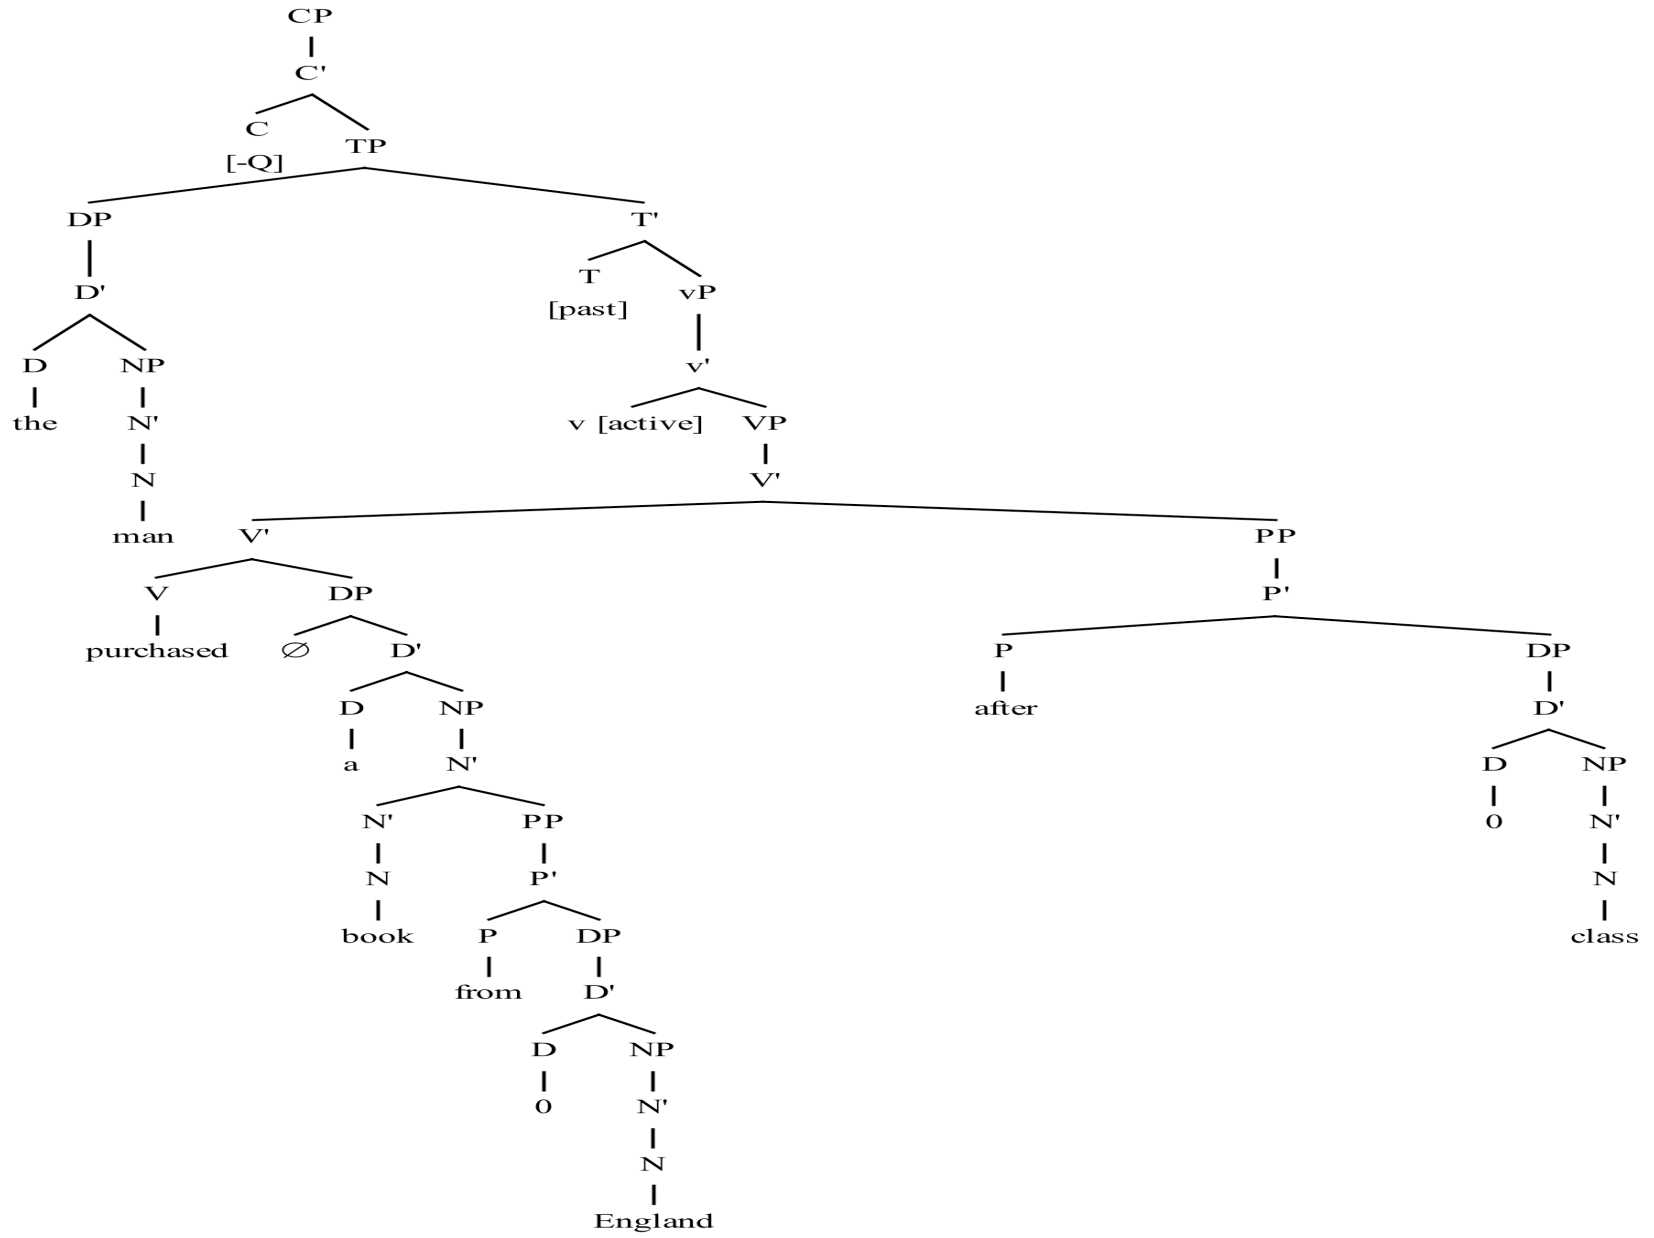 CP
C'
C
TP
[-Q]
DP T'
T
D' vP
[past]
D NP v'
the N' v [active] VP
N V'
man V' PP
V DP P'
purchased ∅ D' P DP
D NP after D'
a N' D NP
N' PP 0 N'
N P' N
book P DP class
from D'
D NP
0 N'
N
England